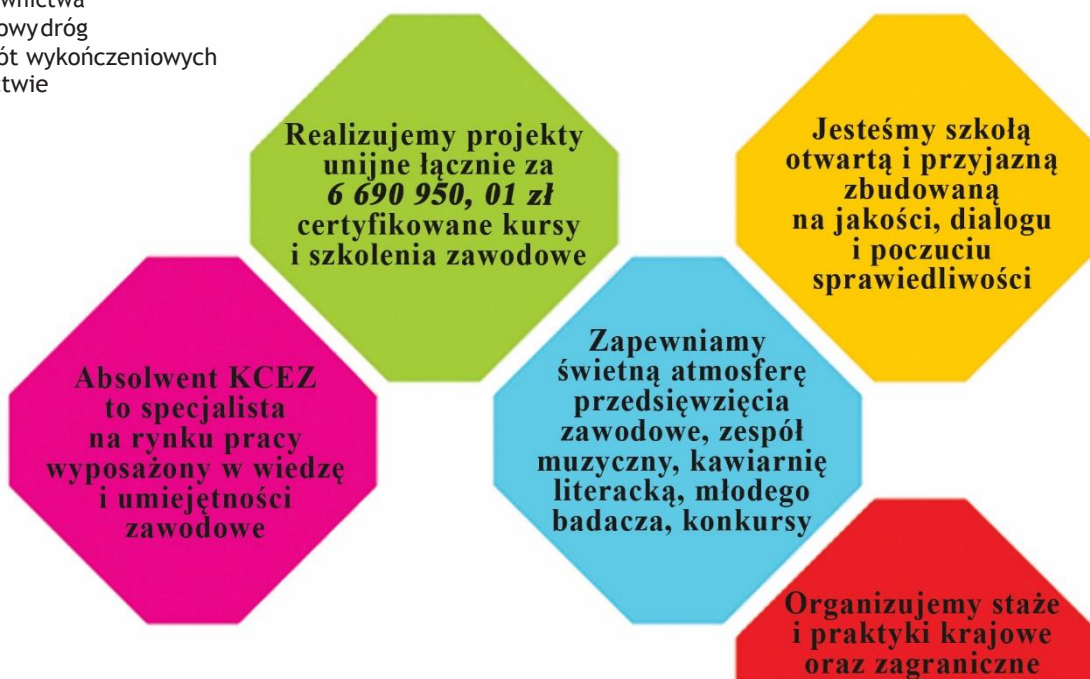 owy dróg
ót wykończeniowych
Realizujemy projekty
unijne łącznie za
6 690 950, 01 zł
certyfikowane kursy
i szkolenia zawodowe
Jesteśmy szkołą
otwartą i przyjazną
zbudowaną
na jakości, dialogu
i poczuciu
sprawiedliwości
Absolwent KCEZ
to specjalista
na rynku pracy
wyposażony w wiedzę
i umiejętności
zawodowe
Zapewniamy
świetną atmosferę
przedsięwzięcia
zawodowe, zespół
muzyczny, kawiarnię
literacką, młodego
badacza, konkursy
Organizujemy staże
i praktyki krajowe
oraz zagraniczne